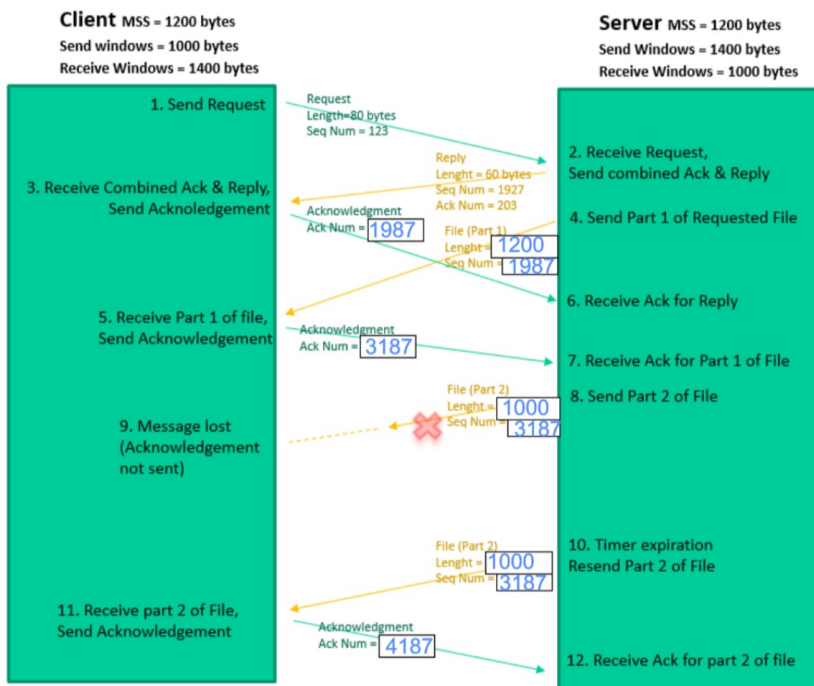 Client MSS = 1200 bytes
Send windows = 1000 bytes
Receive Windows = 1400 bytes
Server MSS = 1200 bytes
Send Windows = 1400 bytes
Receive Windows = 1000 bytes
1. Send Request
Request
Length=80 bytes
Seq Num = 123
2. Receive Request,
Send combined Ack & Reply
Reply
Lenght = 60 bytes
Seq Num = 1927
Ack Num = 203
3. Receive Combined Ack & Reply,
Send Acknoledgement
Acknowledgment
Ack Num = 1987
4. Send Part 1 of Requested File
File (Part 1)
Lenght = 1200
Seq Num = 1987
5. Receive Part 1 of file,
Send Acknowledgement
6. Receive Ack for Reply
Acknowledgment
Ack Num = 3187
7. Receive Ack for Part 1 of File
8. Send Part 2 of File
File (Part 2)
Lenght = 1000
Seq Num = 3187
9. Message lost
(Acknowledgement
not sent)
10. Timer expiration
Resend Part 2 of File
File (Part 2)
Lenght = 1000
Seq Num = 3187
11. Receive part 2 of File,
Send Acknowledgement
Acknowledgment
Ack Num = 4187
12. Receive Ack for part 2 of file